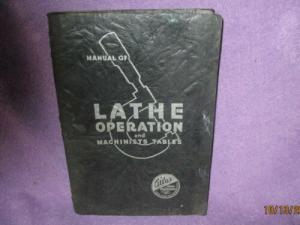 MANUAL OF
LATHE
OPERATION
and
MACHINISTS TABLES
Atlas